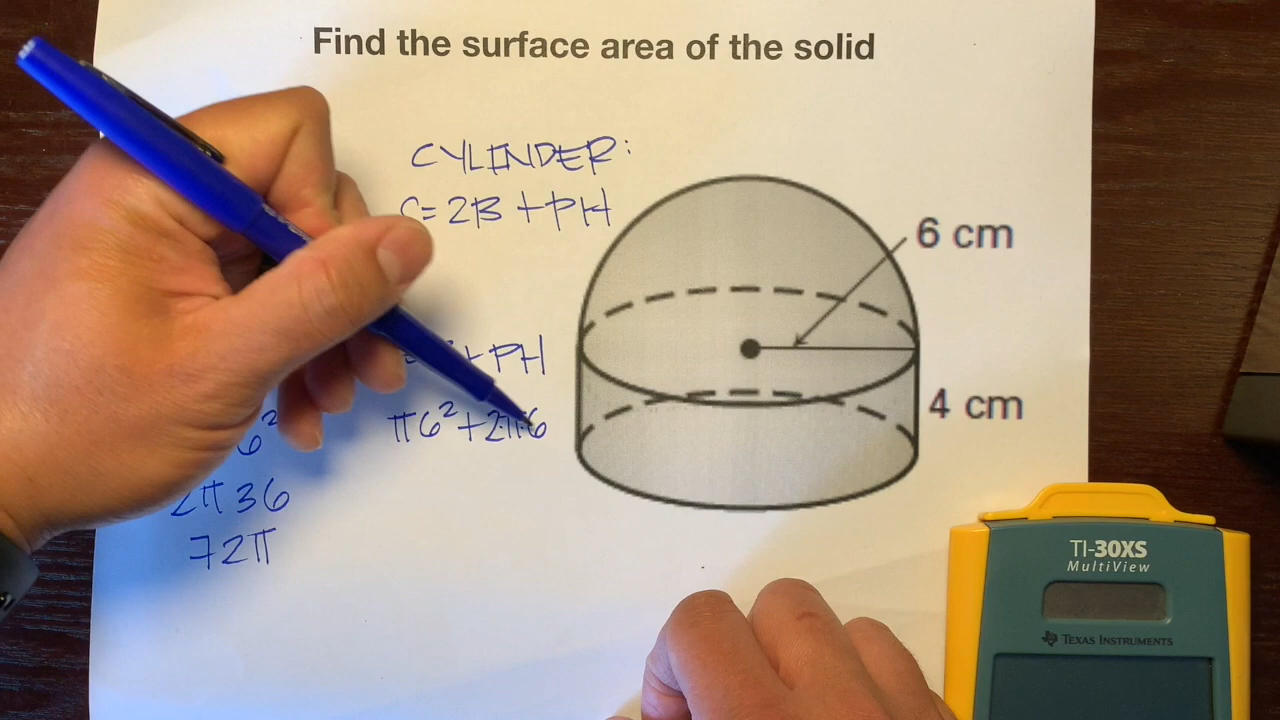 Find the surface area of the solid
CYLINDER:
C= 2B + PH
6 cm
+ PH
4 cm
6²
π6²+2π6
2π36
72π
TI-30XS
MultiView
TEXAS INSTRUMENTS